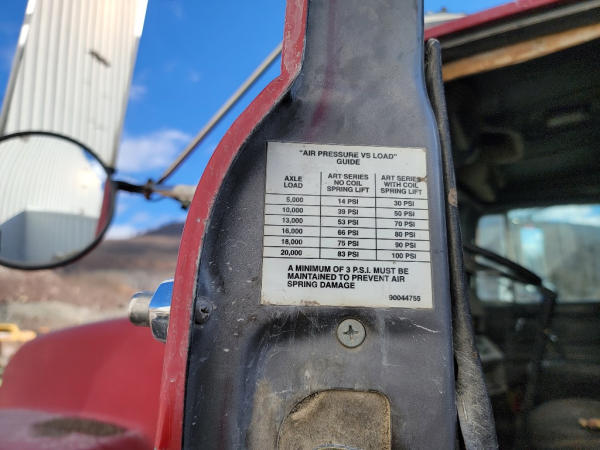 "AIR PRESSURE VS LOAD"
GUIDE
AXLE LOAD | ART SERIES NO COIL SPRING LIFT | ART SERIES WITH COIL SPRING LIFT
5,000 | 14 PSI | 30 PSI
10,000 | 39 PSI | 50 PSI
13,000 | 53 PSI | 70 PSI
16,000 | 66 PSI | 80 PSI
18,000 | 75 PSI | 90 PSI
20,000 | 83 PSI | 100 PSI
A MINIMUM OF 3 P.S.I. MUST BE
MAINTAINED TO PREVENT AIR
SPRING DAMAGE
90044755